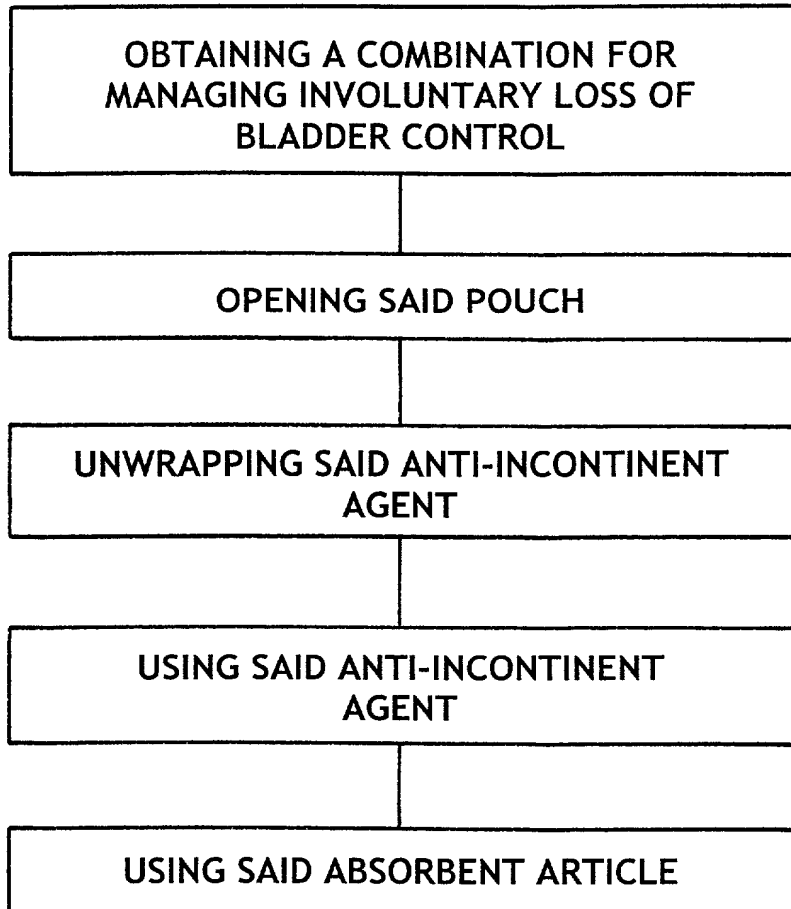 OBTAINING A COMBINATION FOR
MANAGING INVOLUNTARY LOSS OF
BLADDER CONTROL
OPENING SAID POUCH
UNWRAPPING SAID ANTI-INCONTINENT
AGENT
USING SAID ANTI-INCONTINENT
AGENT
USING SAID ABSORBENT ARTICLE